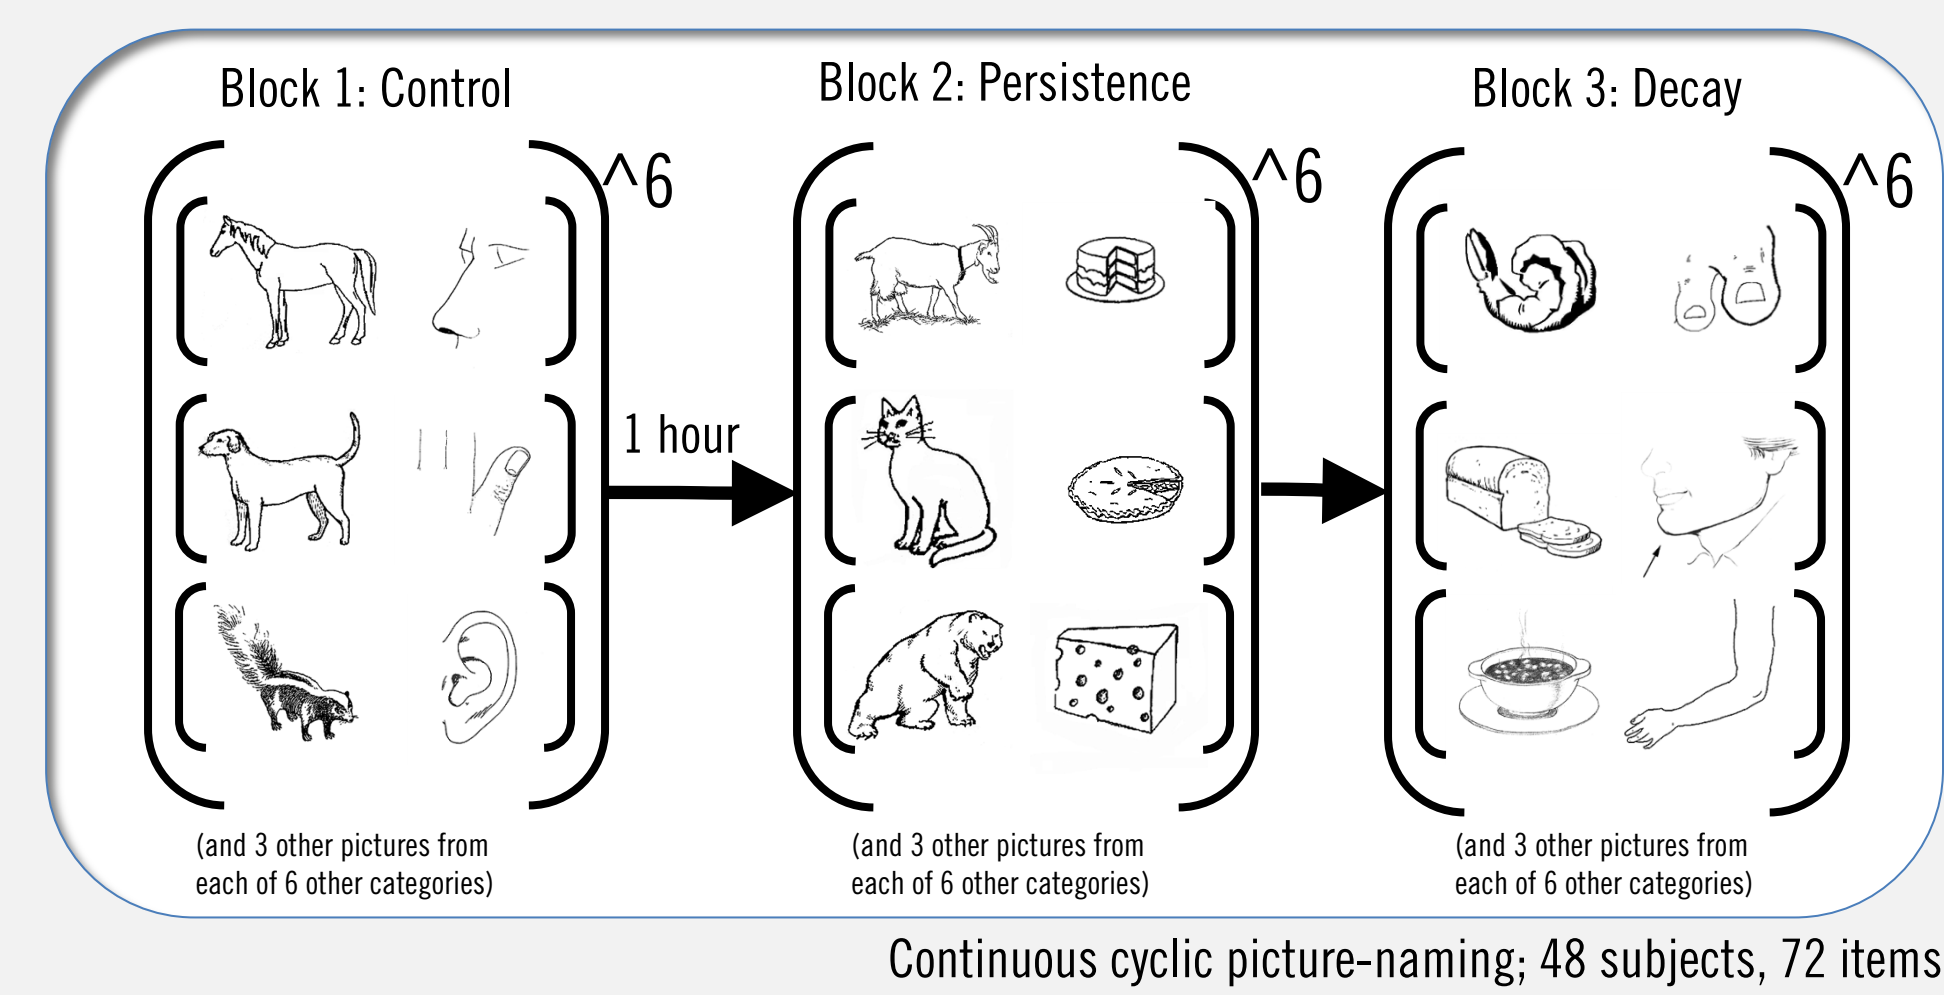 Block 1: Control
Block 2: Persistence
Block 3: Decay
^6
^6
^6
1 hour
(and 3 other pictures from
each of 6 other categories)
(and 3 other pictures from
each of 6 other categories)
(and 3 other pictures from
each of 6 other categories)
Continuous cyclic picture-naming; 48 subjects, 72 items